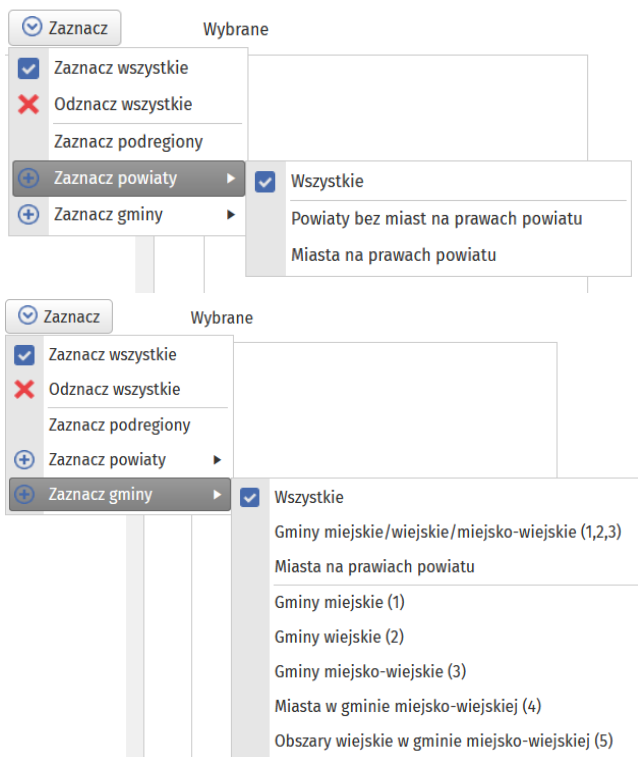 Zaznacz
Wybrane
Zaznacz wszystkie
Odznacz wszystkie
Zaznacz podregiony
Zaznacz powiaty
Wszystkie
Powiaty bez miast na prawach powiatu
Miasta na prawach powiatu
Zaznacz gminy
Zaznacz
Wybrane
Zaznacz wszystkie
Odznacz wszystkie
Zaznacz podregiony
Zaznacz powiaty
Zaznacz gminy
Wszystkie
Gminy miejskie/wiejskie/miejsko-wiejskie (1,2,3)
Miasta na prawiach powiatu
Gminy miejskie (1)
Gminy wiejskie (2)
Gminy miejsko-wiejskie (3)
Miasta w gminie miejsko-wiejskiej (4)
Obszary wiejskie w gminie miejsko-wiejskiej (5)